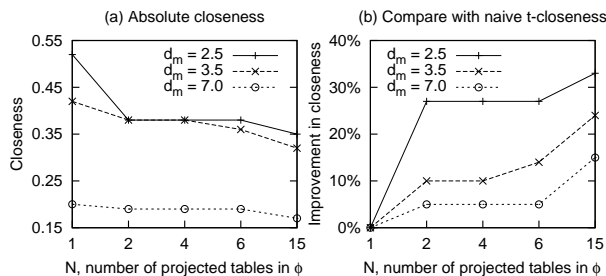 (a) Absolute closeness
0.55
0.45
0.35
0.25
0.15
Closeness
d_m = 2.5
d_m = 3.5
d_m = 7.0
1 2 4 6 15
N, number of projected tables in ϕ
(b) Compare with naive t-closeness
40%
30%
20%
10%
0%
Improvement in closeness
d_m = 2.5
d_m = 3.5
d_m = 7.0
1 2 4 6 15
N, number of projected tables in ϕ